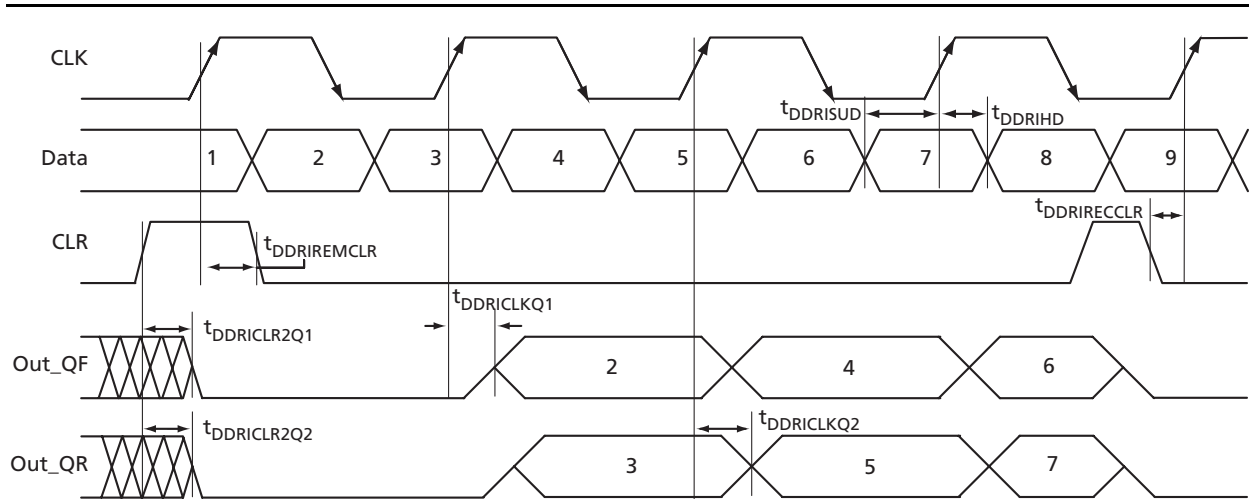 CLK
tDDRISUD
tDDRIHD
Data 1 2 3 4 5 6 7 8 9
CLR
tDDRIREMCLR
tDDRIRECCLR
tDDRICLKQ1
tDDRICLR2Q1
Out_QF 2 4 6
tDDRICLR2Q2
tDDRICLKQ2
Out_QR 3 5 7